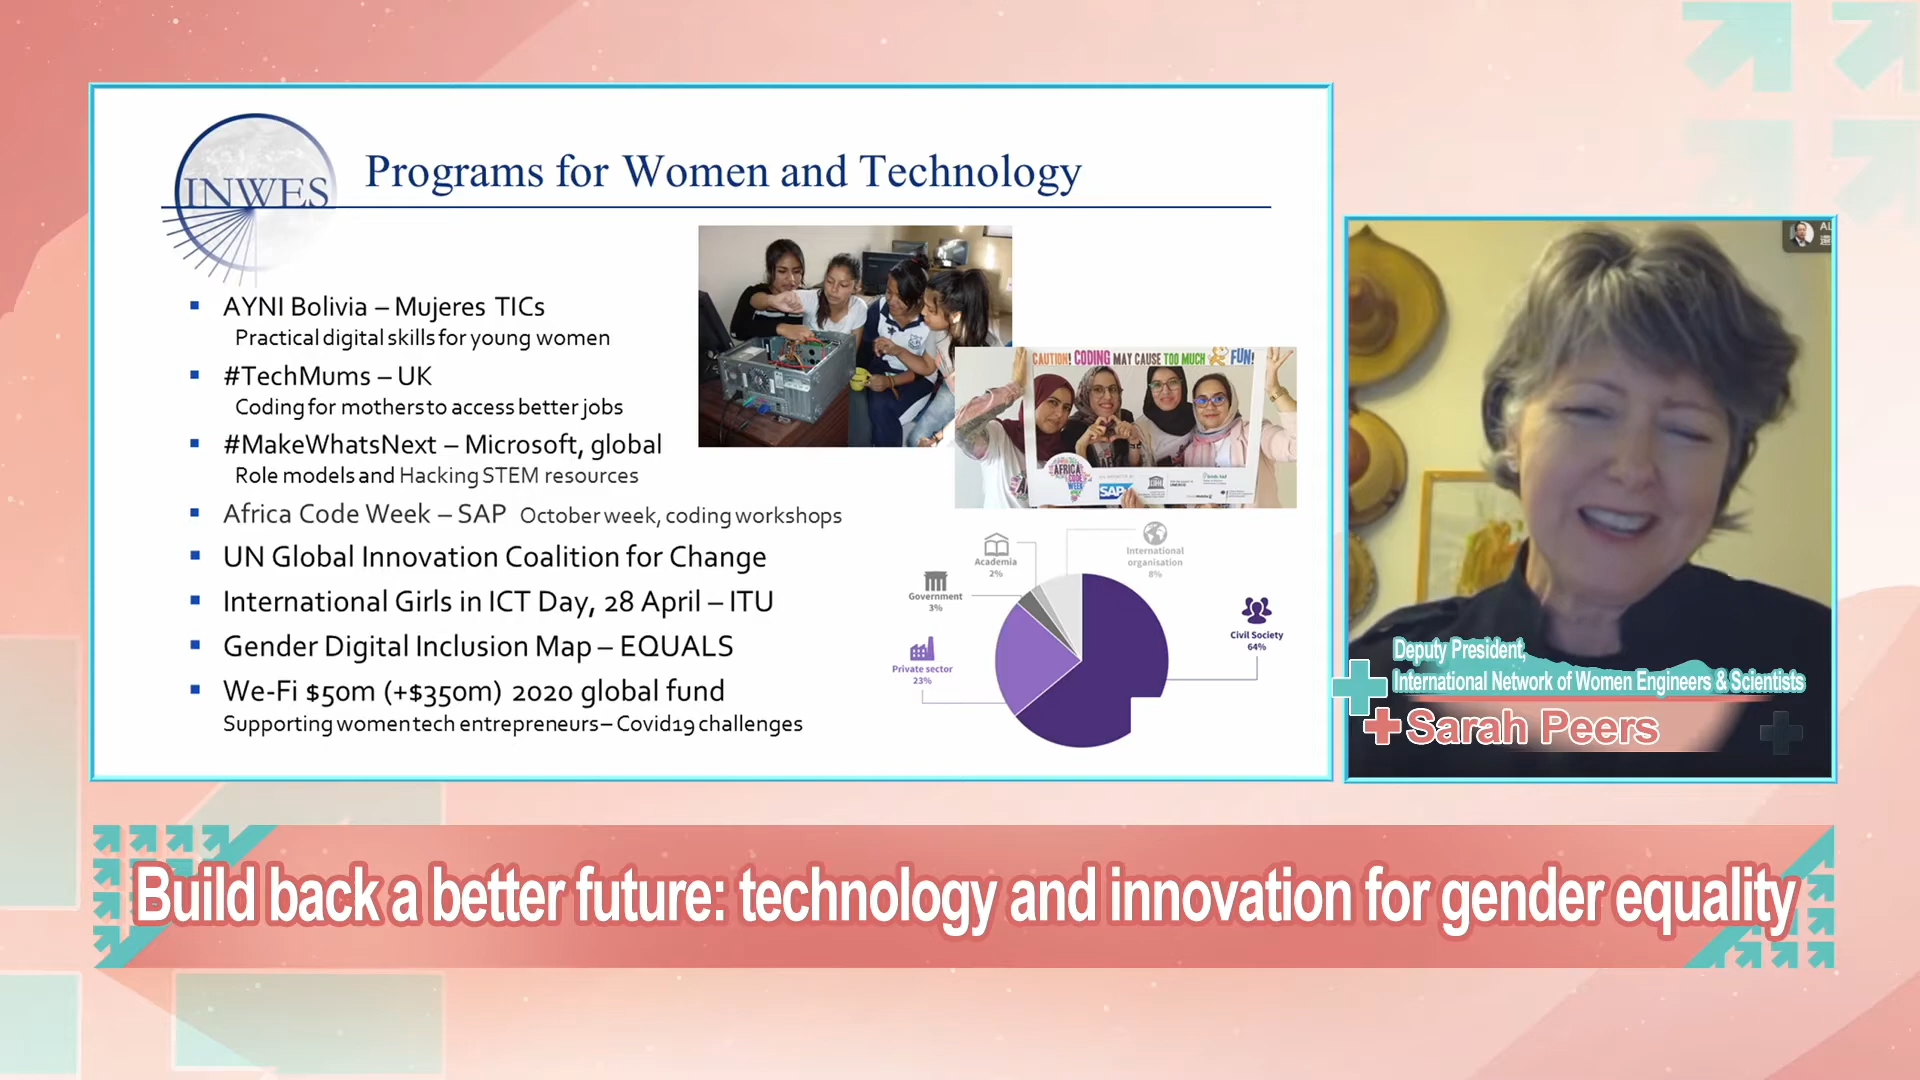 INWES
Programs for Women and Technology
AYNI Bolivia – Mujeres TICs
Practical digital skills for young women
#TechMums – UK
Coding for mothers to access better jobs
#MakeWhatsNext – Microsoft, global
Role models and Hacking STEM resources
Africa Code Week – SAP October week, coding workshops
UN Global Innovation Coalition for Change
International Girls in ICT Day, 28 April – ITU
Gender Digital Inclusion Map – EQUALS
We-Fi $50m (+$350m) 2020 global fund
Supporting women tech entrepreneurs – Covid19 challenges
CAUTION! CODING MAY CAUSE TOO MUCH FUN!
AFRICA
CODE
WEEK
SAP
Academia
2%
International
organisation
8%
Government
3%
Private sector
23%
Civil Society
64%
AL
Deputy President,
International Network of Women Engineers & Scientists
Sarah Peers
Build back a better future: technology and innovation for gender equality